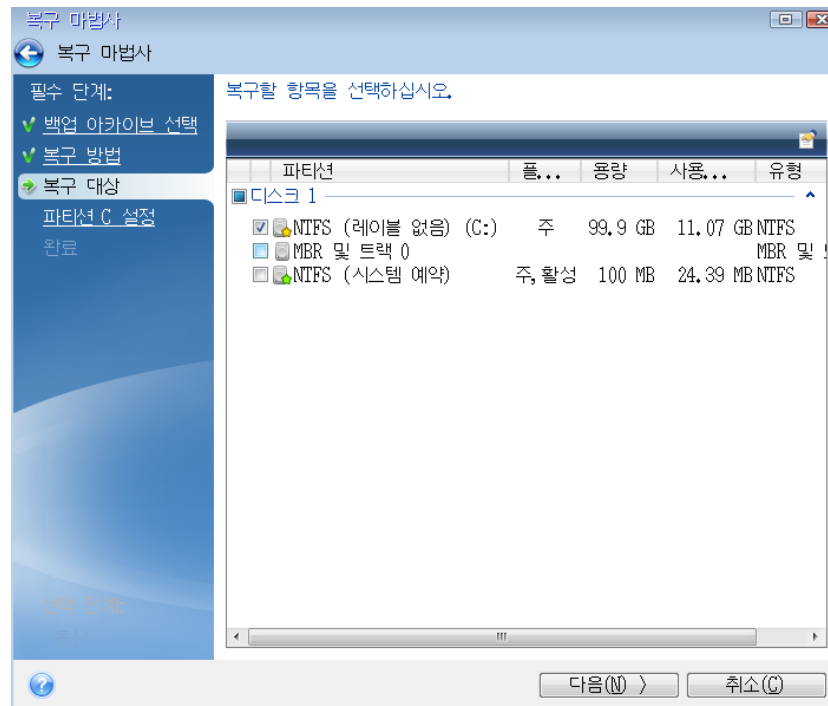 복구 마법사
복구 마법사
필수 단계:
백업 아카이브 선택
복구 방법
복구 대상
파티션 C 설정
완료
복구할 항목을 선택하십시오.
파티션 플... 용량 사용... 유형
디스크 1
NTFS (레이블 없음) (C:) 주 99.9 GB 11.07 GB NTFS
MBR 및 트랙 0 MBR 및
NTFS (시스템 예약) 주,활성 100 MB 24.39 MB NTFS
다음(N) >
취소(C)